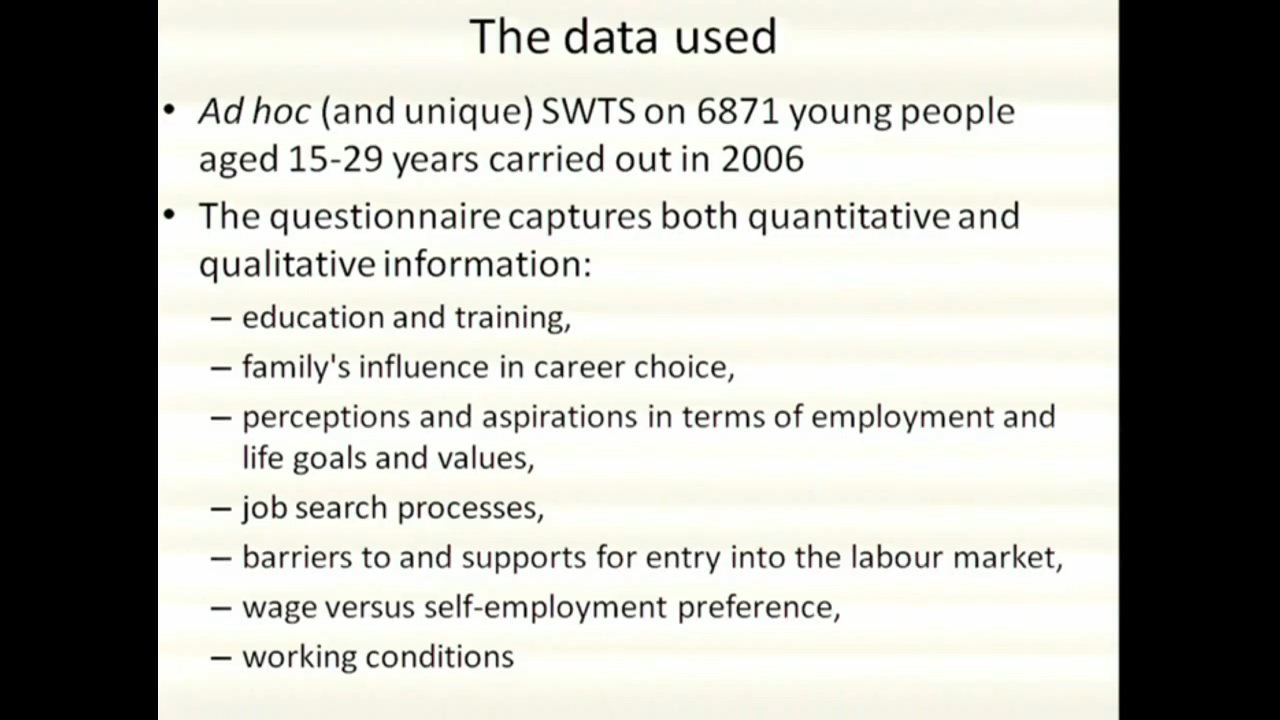 The data used
• Ad hoc (and unique) SWTS on 6871 young people
aged 15-29 years carried out in 2006
• The questionnaire captures both quantitative and
qualitative information:
– education and training,
– family's influence in career choice,
– perceptions and aspirations in terms of employment and
life goals and values,
– job search processes,
– barriers to and supports for entry into the labour market,
– wage versus self-employment preference,
– working conditions